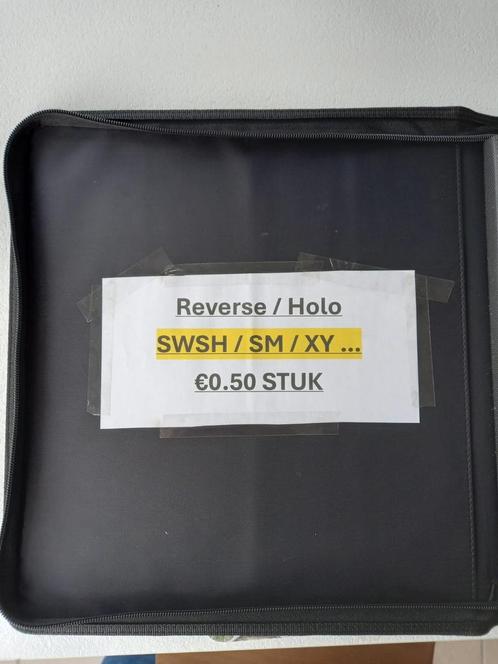 Reverse / Holo
SWSH / SM / XY ...
€0.50 STUK